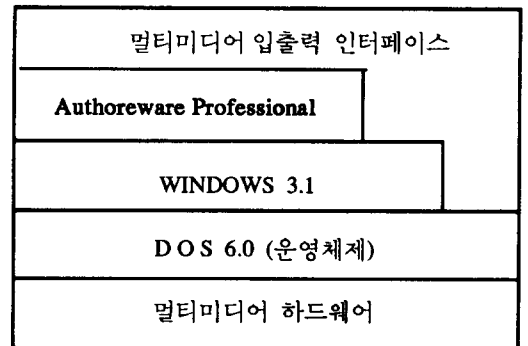 멀티미디어 입출력 인터페이스
Authoreware Professional
WINDOWS 3.1
D O S 6.0 (운영체제)
멀티미디어 하드웨어